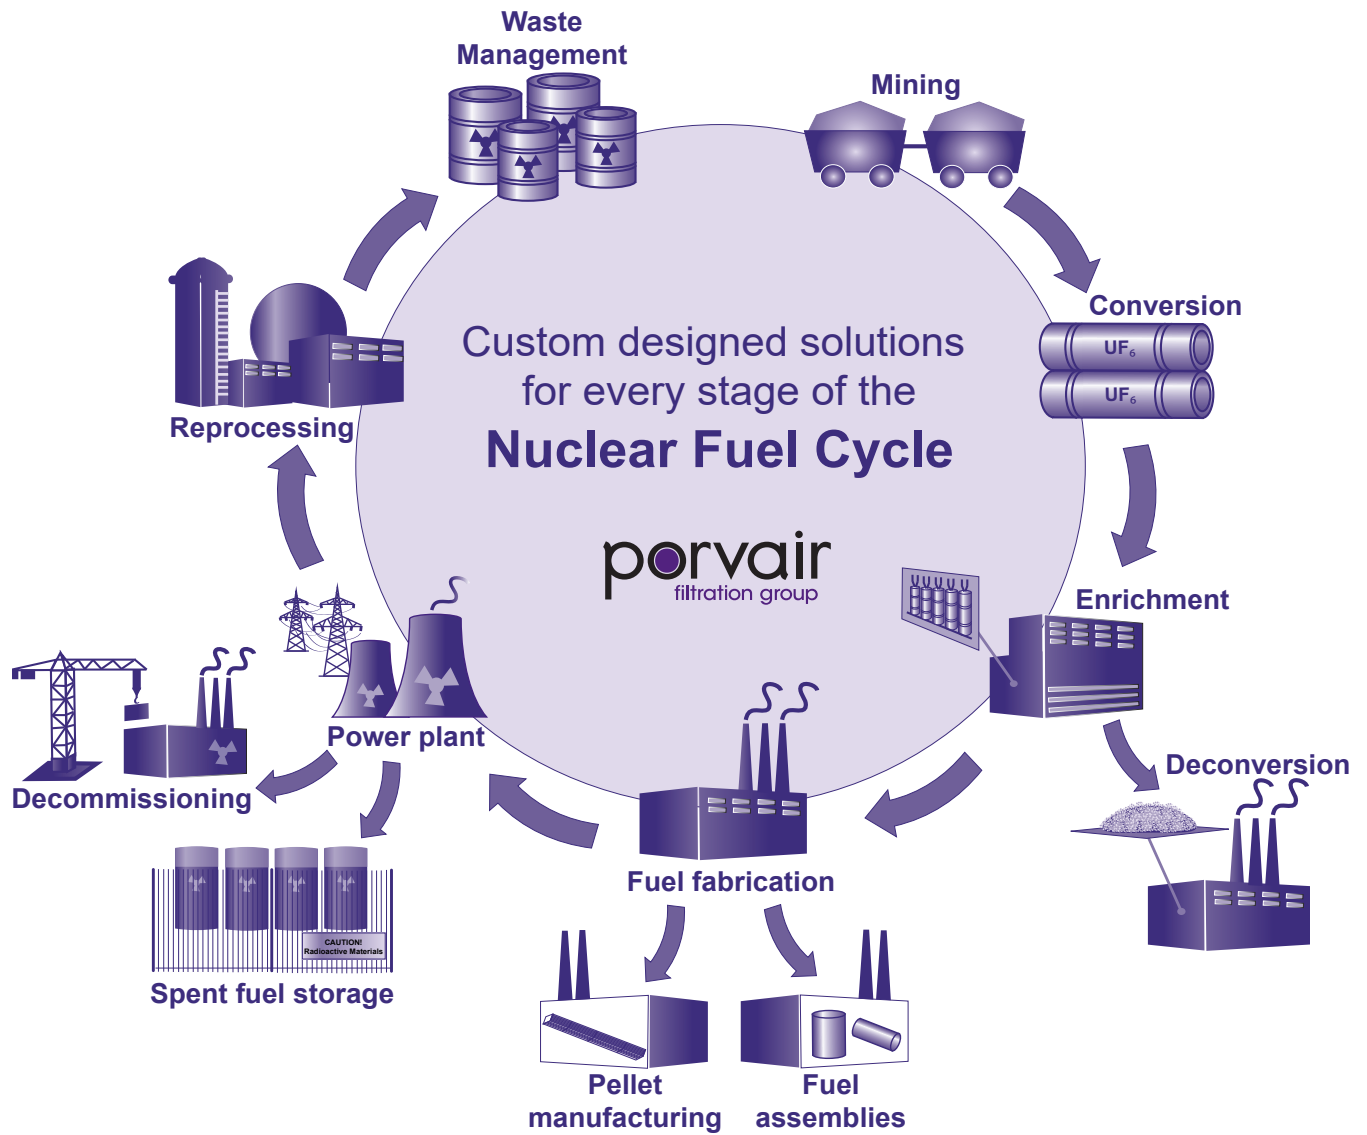 Waste
Management
Mining
Conversion
UF₆
UF₆
Custom designed solutions
for every stage of the
Nuclear Fuel Cycle
porvair
filtration group
Reprocessing
Enrichment
Power plant
Decommissioning
Deconversion
Fuel fabrication
CAUTION!
Radioactive Materials
Spent fuel storage
Pellet
manufacturing
Fuel
assemblies